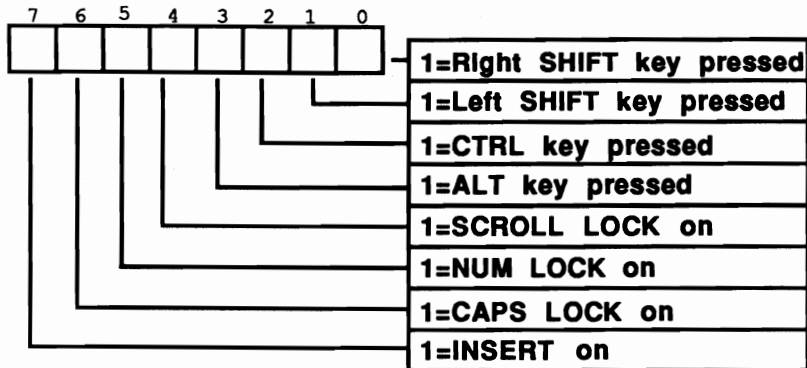 7 6 5 4 3 2 1 0
1=Right SHIFT key pressed
1=Left SHIFT key pressed
1=CTRL key pressed
1=ALT key pressed
1=SCROLL LOCK on
1=NUM LOCK on
1=CAPS LOCK on
1=INSERT on